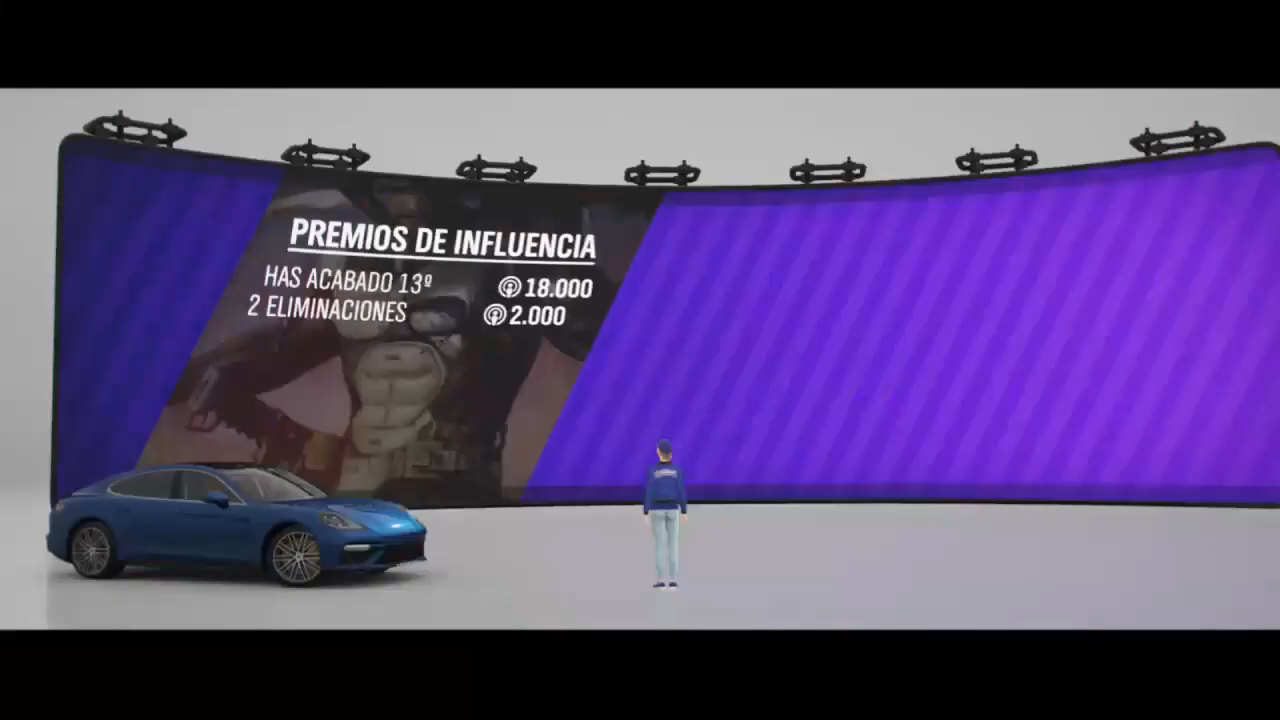 PREMIOS DE INFLUENCIA
HAS ACABADO 13º 18.000
2 ELIMINACIONES 2.000